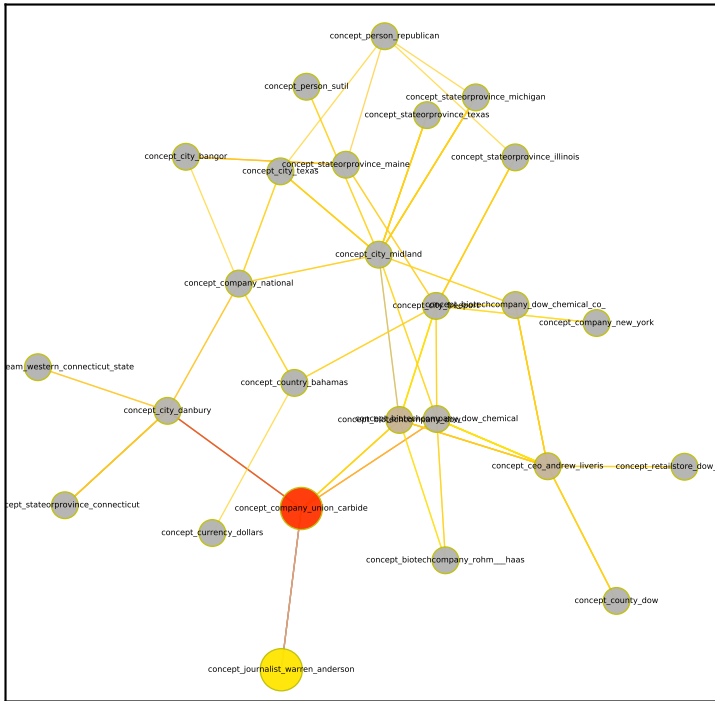 concept_person_republican
concept_person_sutil
concept_stateorprovince_michigan
concept_stateorprovince_texas
concept_city_bangor
concept_stateorprovince_maine
concept_city_texas
concept_stateorprovince_illinois
concept_city_midland
concept_company_national
concept_biotechcompany_dow_chemical_co_
concept_company_new_york
eam_western_connecticut_state
concept_country_bahamas
concept_city_danbury
concept_biotechcompany_dow_chemical
concept_ceo_andrew_liveris
concept_retailstore_dow_
cept_stateorprovince_connecticut
concept_company_union_carbide
concept_currency_dollars
concept_biotechcompany_rohm___haas
concept_county_dow
concept_journalist_warren_anderson